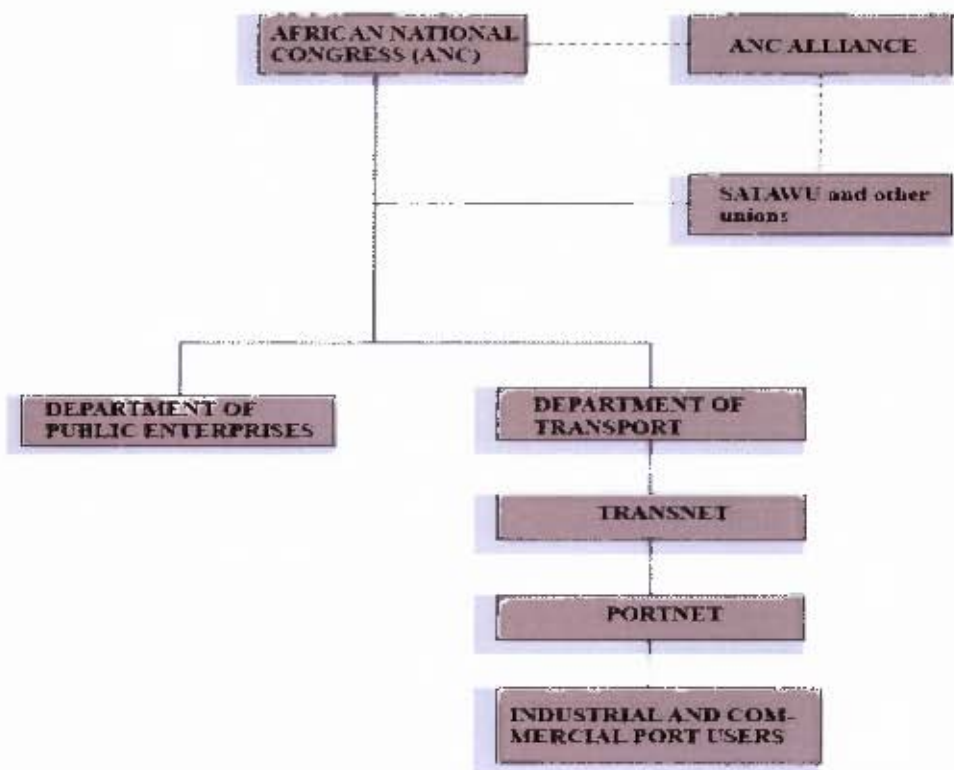 AFRICAN NATIONAL
CONGRESS (ANC)
ANC ALLIANCE
SATAWU and other
unions
DEPARTMENT OF
PUBLIC ENTERPRISES
DEPARTMENT OF
TRANSPORT
TRANSNET
PORTNET
INDUSTRIAL AND COM-
MERCIAL PORT USERS